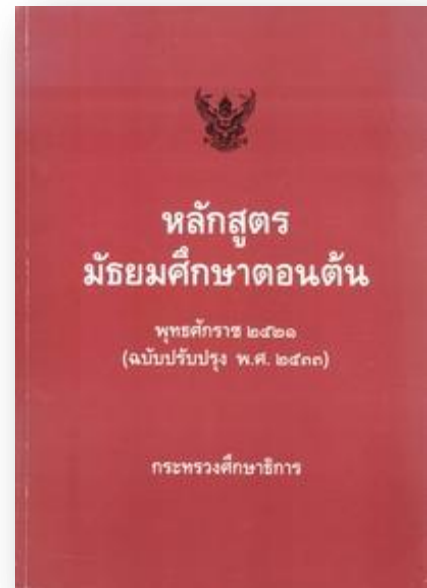 หลักสูตร
มัธยมศึกษาตอนต้น
พุทธศักราช ๒๕๒๑
(ฉบับปรับปรุง พ.ศ. ๒๕๓๓)
กระทรวงศึกษาธิการ